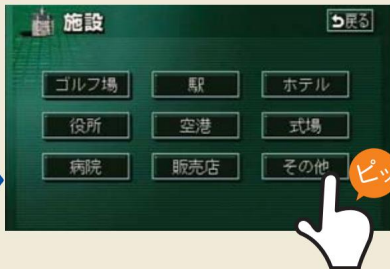 施設
戻る
ゴルフ場 駅 ホテル
役所 空港 式場
病院 販売店 その他
ピッ